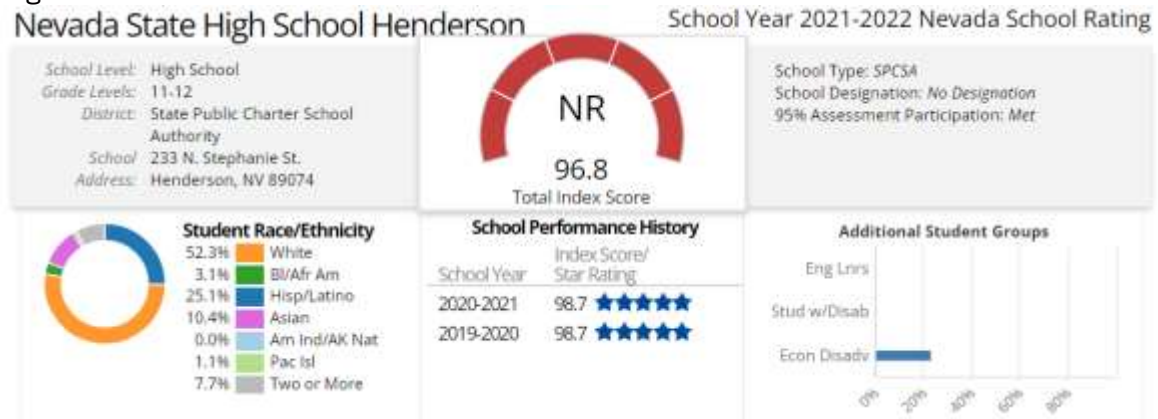 Nevada State High School Henderson
School Year 2021-2022 Nevada School Rating
School Level: High School
Grade Levels: 11-12
District: State Public Charter School
Authority
School 233 N. Stephanie St.
Address: Henderson, NV 89074
NR
96.8
Total Index Score
School Type: SPCSA
School Designation: No Designation
95% Assessment Participation: Met
Student Race/Ethnicity
52.3% White
3.1% Bl/Afr Am
25.1% Hisp/Latino
10.4% Asian
0.0% Am Ind/AK Nat
1.1% Pac Isl
7.7% Two or More
School Performance History
School Year Index Score/
Star Rating
2020-2021 98.7
2019-2020 98.7
Additional Student Groups
Eng Lnrs
Stud w/Disab
Econ Disadv
0% 20% 40% 60% 80%